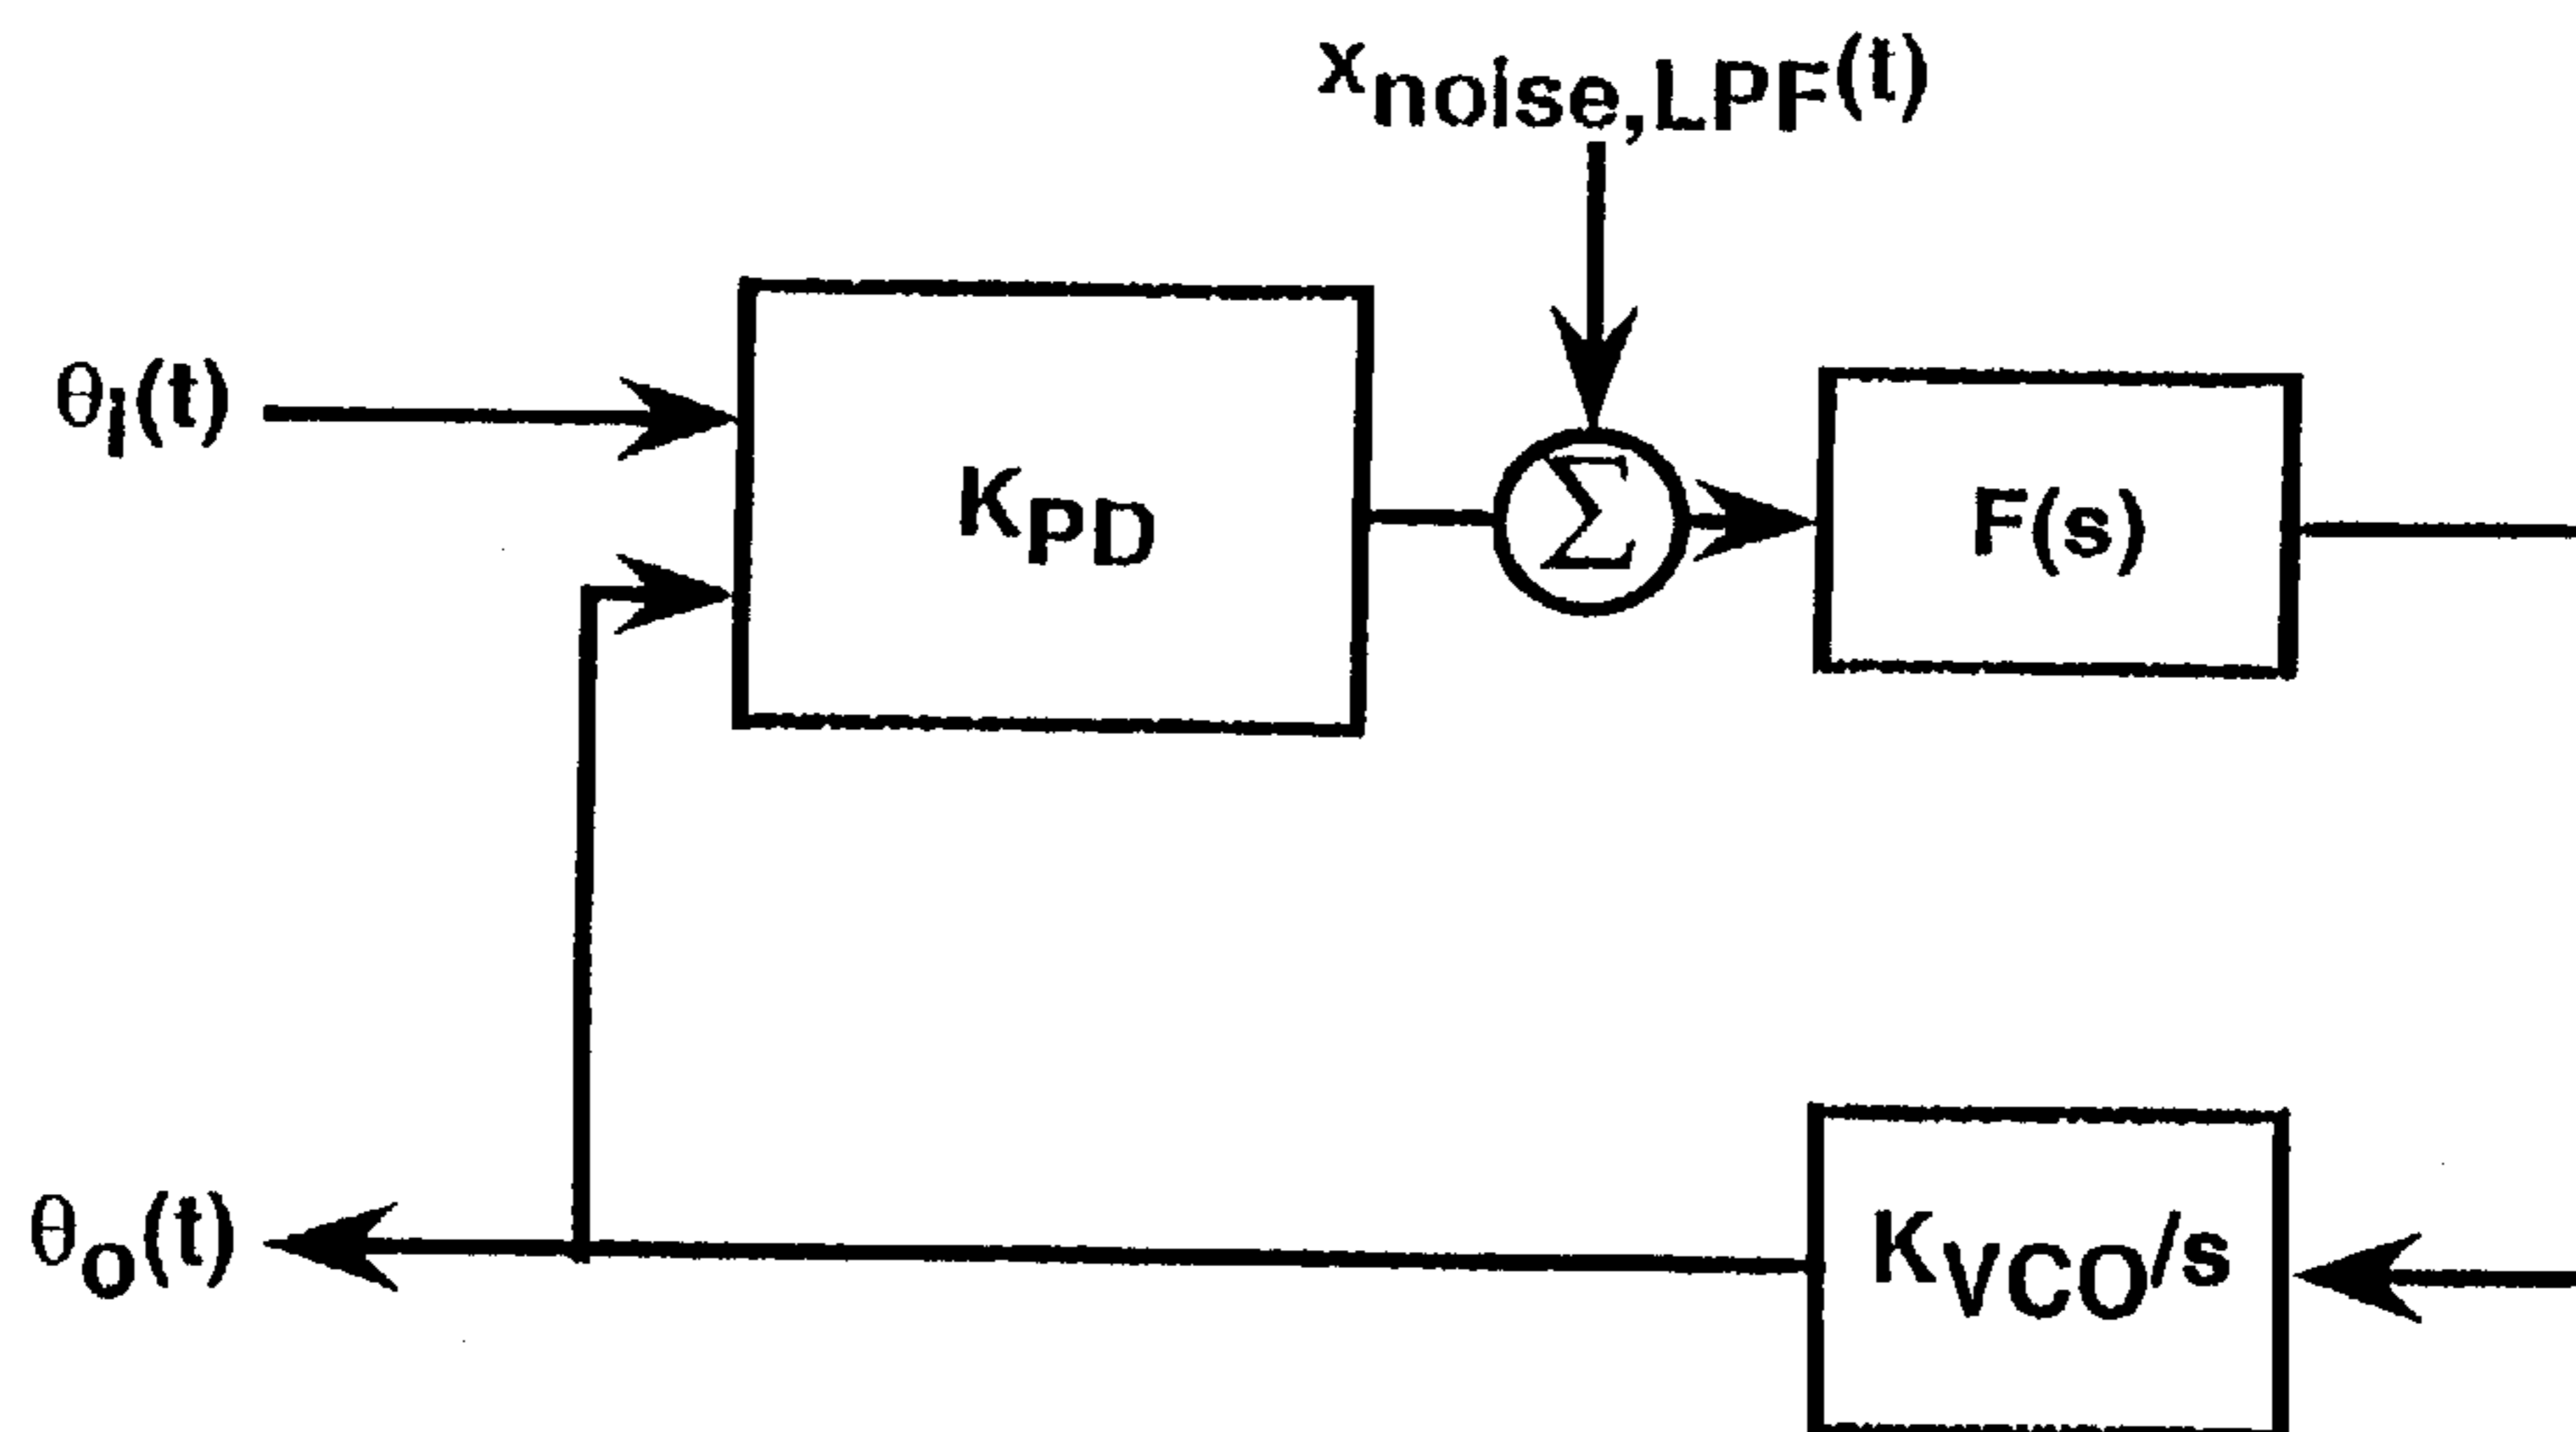 xnoise,LPF(t)
θi(t)
KPD
Σ
F(s)
θo(t)
KVCO/s